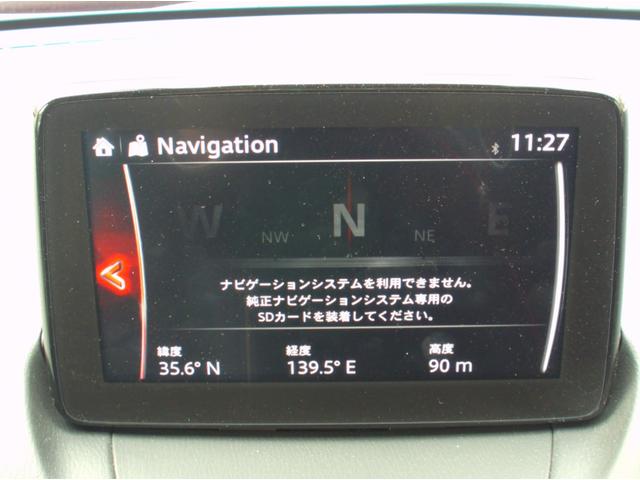 Navigation
11:27
W NW N NE E
ナビゲーションシステムを利用できません。
純正ナビゲーションシステム専用の
SDカードを装着してください。
緯度 経度 高度
35.6° N 139.5° E 90 m